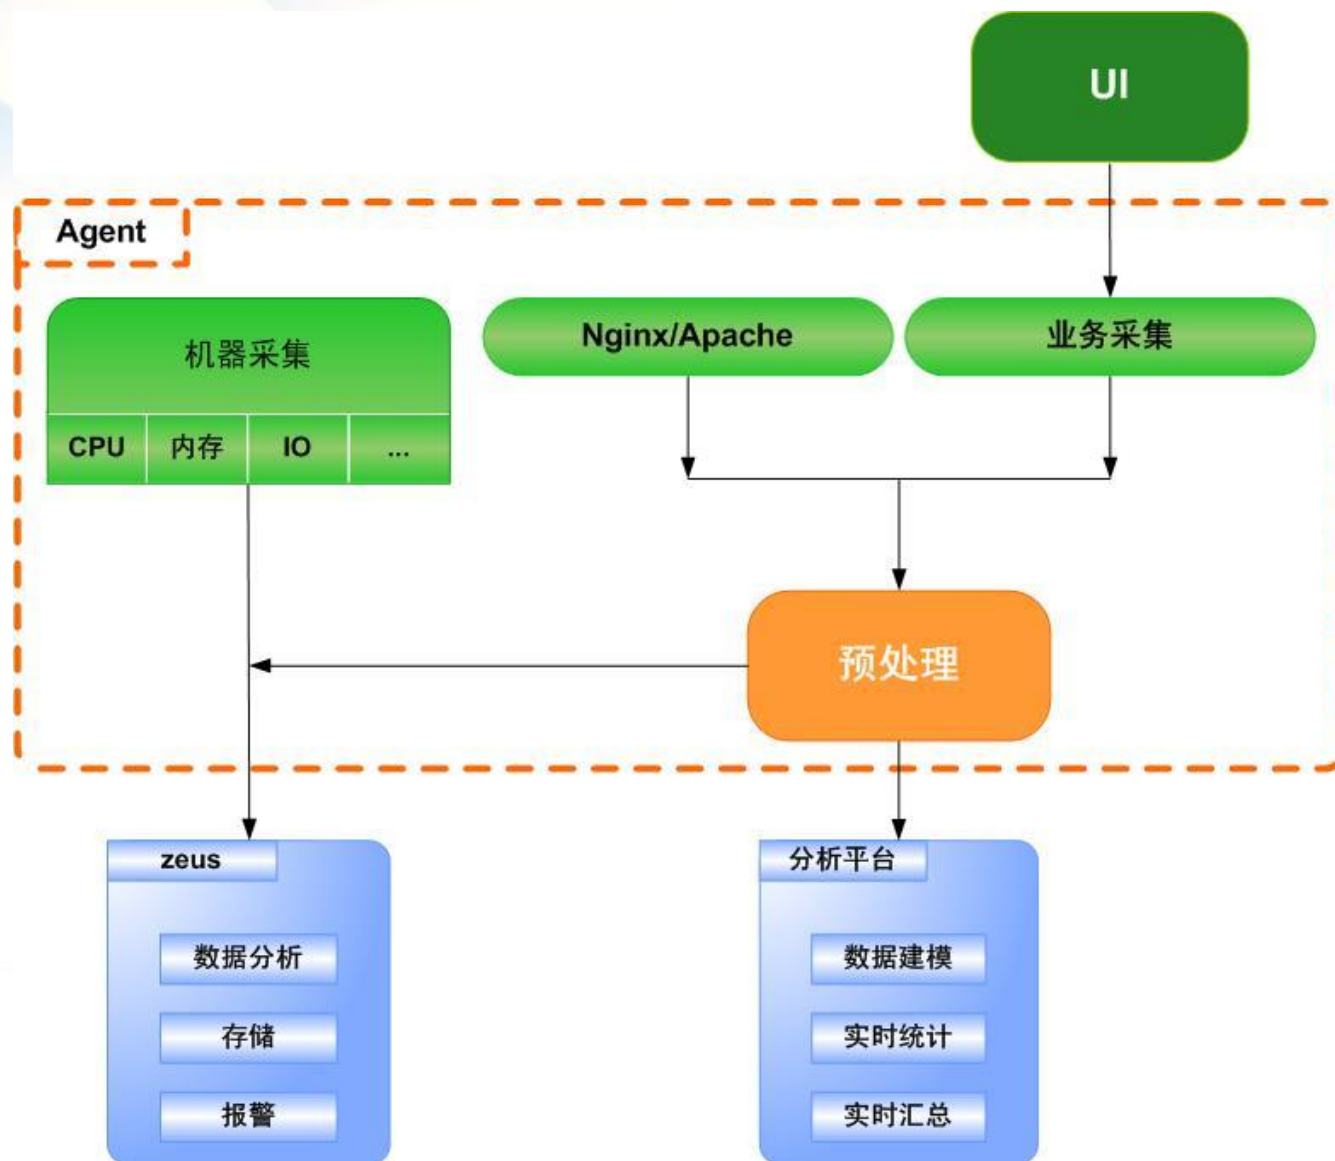 UI
Agent
机器采集
CPU 内存 IO ...
Nginx/Apache
业务采集
预处理
zeus
数据分析
存储
报警
分析平台
数据建模
实时统计
实时汇总